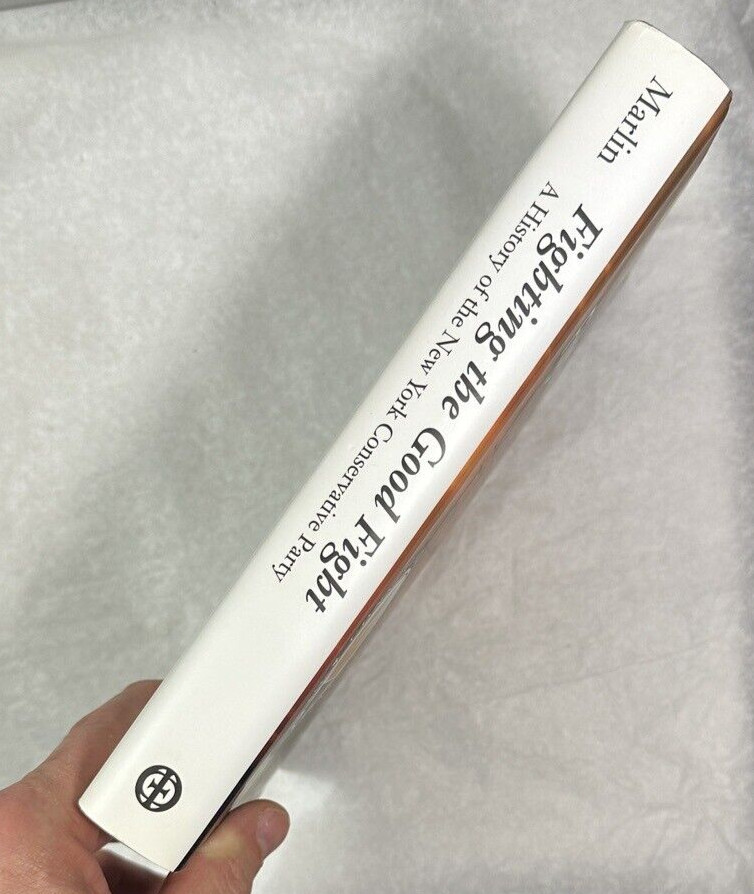 Marlin
Fighting the Good Fight
A History of the New York Conservative Party